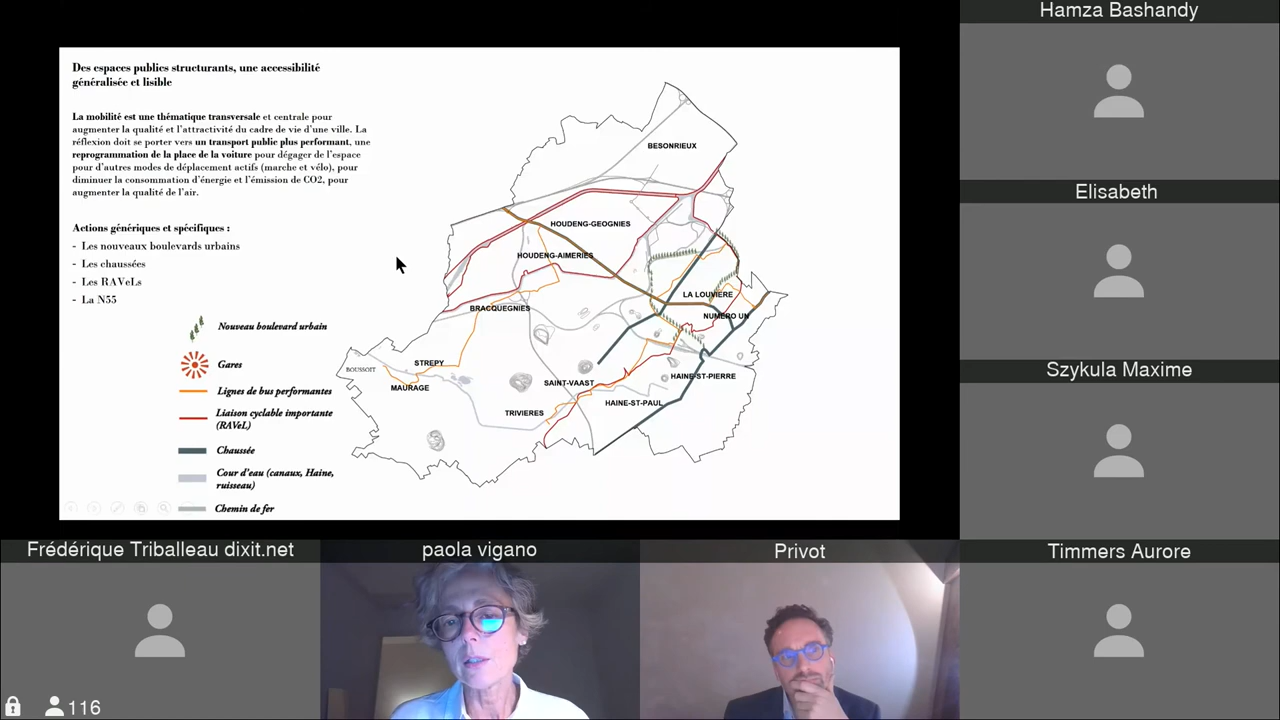 Hamza Bashandy
Des espaces publics structurants, une accessibilité
généralisée et lisible
La mobilité est une thématique transversale et centrale pour
augmenter la qualité et l'attractivité du cadre de vie d'une ville. La
réflexion doit se porter vers un transport public plus performant, une
reprogrammation de la place de la voiture pour dégager de l'espace
pour d'autres modes de déplacement actifs (marche et vélo), pour
diminuer la consommation d'énergie et l'émission de CO2, pour
augmenter la qualité de l'air.
Actions génériques et spécifiques :
- Les nouveaux boulevards urbains
- Les chaussées
- Les RAVeLs
- La N55
Nouveau boulevard urbain
Gares
Lignes de bus performantes
Liaison cyclable importante
(RAVeL)
Chaussée
Cour d'eau (canaux, Haine,
ruisseau)
Chemin de fer
BESONRIEUX
HOUDENG-GEOGNIES
HOUDENG-AIMERIES
LA LOUVIERE
BRACQUEGNIES
NUMERO UN
STREPY
BOUSSOIT
HAINE-ST-PIERRE
MAURAGE
SAINT-VAAST
HAINE-ST-PAUL
TRIVIERES
Elisabeth
Szykula Maxime
Frédérique Triballeau dixit.net
paola vigano
Privot
Timmers Aurore
116